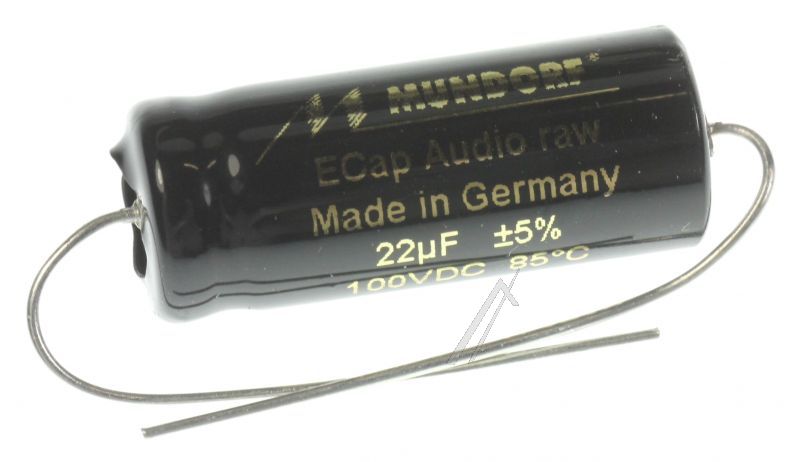 MUNDORF®
ECap Audio raw
Made in Germany
22µF ±5%
100VDC 85°C